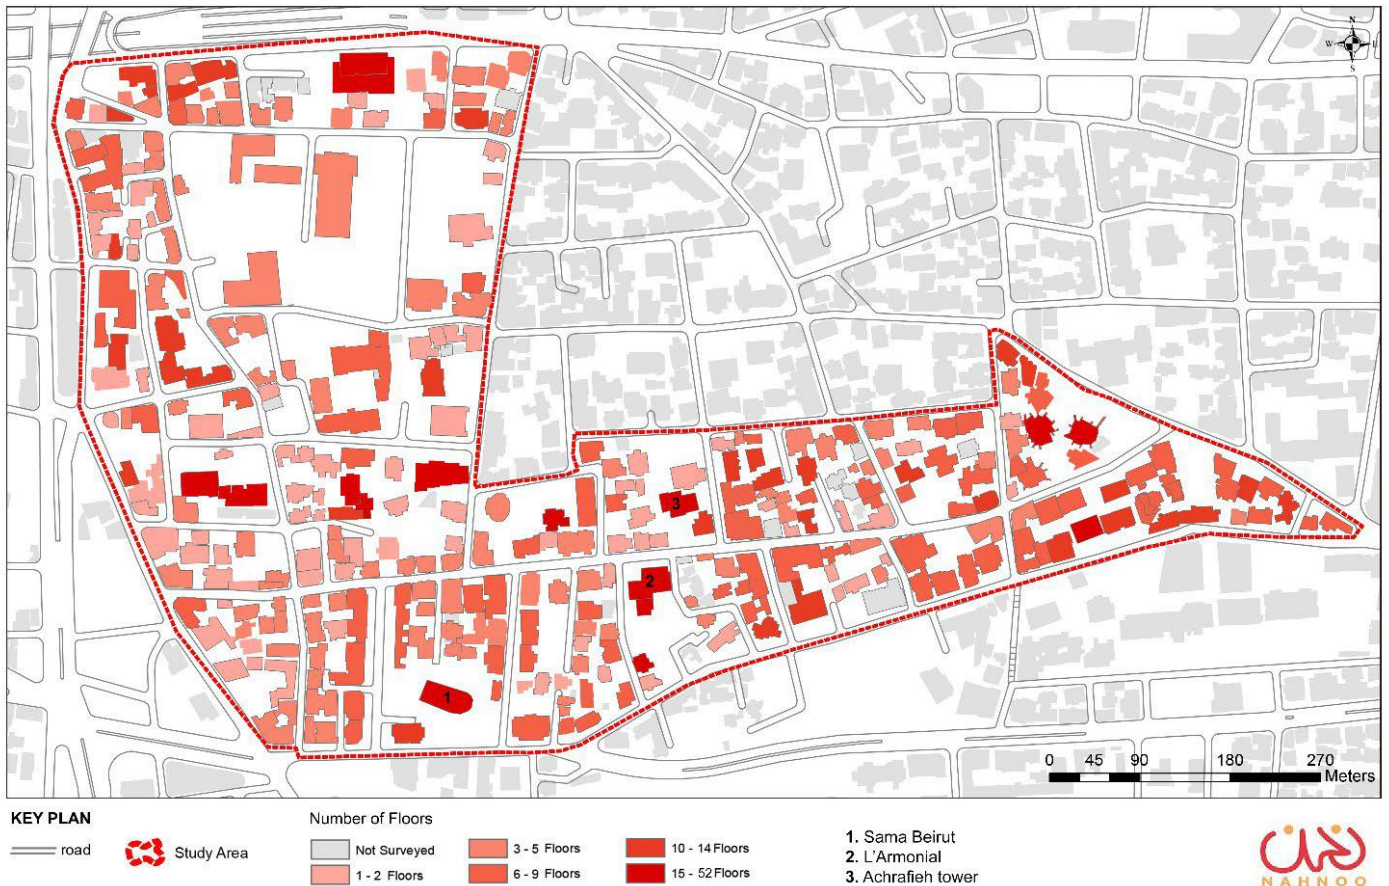 N
W
E
S
3
2
1
0 45 90 180 270
Meters
KEY PLAN
road
Study Area
Number of Floors
Not Surveyed
1 - 2 Floors
3 - 5 Floors
6 - 9 Floors
10 - 14 Floors
15 - 52 Floors
1. Sama Beirut
2. L'Armonial
3. Achrafieh tower
نحن
NAHNOO